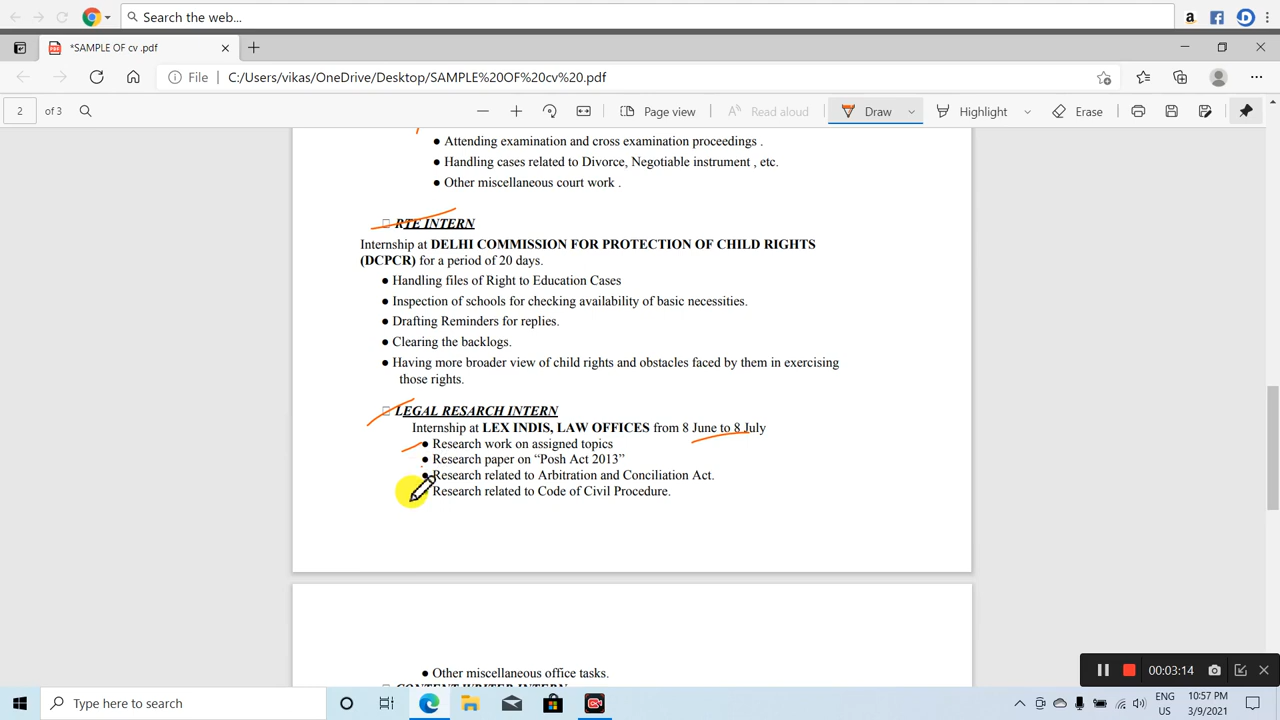 Search the web...
*SAMPLE OF cv .pdf
File C:/Users/vikas/OneDrive/Desktop/SAMPLE%20OF%20cv%20.pdf
2 of 3 Page view Read aloud Draw Highlight Erase
● Attending examination and cross examination proceedings .
● Handling cases related to Divorce, Negotiable instrument , etc.
● Other miscellaneous court work .
RTE INTERN
Internship at DELHI COMMISSION FOR PROTECTION OF CHILD RIGHTS
(DCPCR) for a period of 20 days.
● Handling files of Right to Education Cases
● Inspection of schools for checking availability of basic necessities.
● Drafting Reminders for replies.
● Clearing the backlogs.
● Having more broader view of child rights and obstacles faced by them in exercising
those rights.
LEGAL RESARCH INTERN
Internship at LEX INDIS, LAW OFFICES from 8 June to 8 July
● Research work on assigned topics
● Research paper on “Posh Act 2013”
● Research related to Arbitration and Conciliation Act.
Research related to Code of Civil Procedure.
● Other miscellaneous office tasks.
CONTENT WRITER INTERN
00:03:14
Type here to search
ENG
US
10:57 PM
3/9/2021